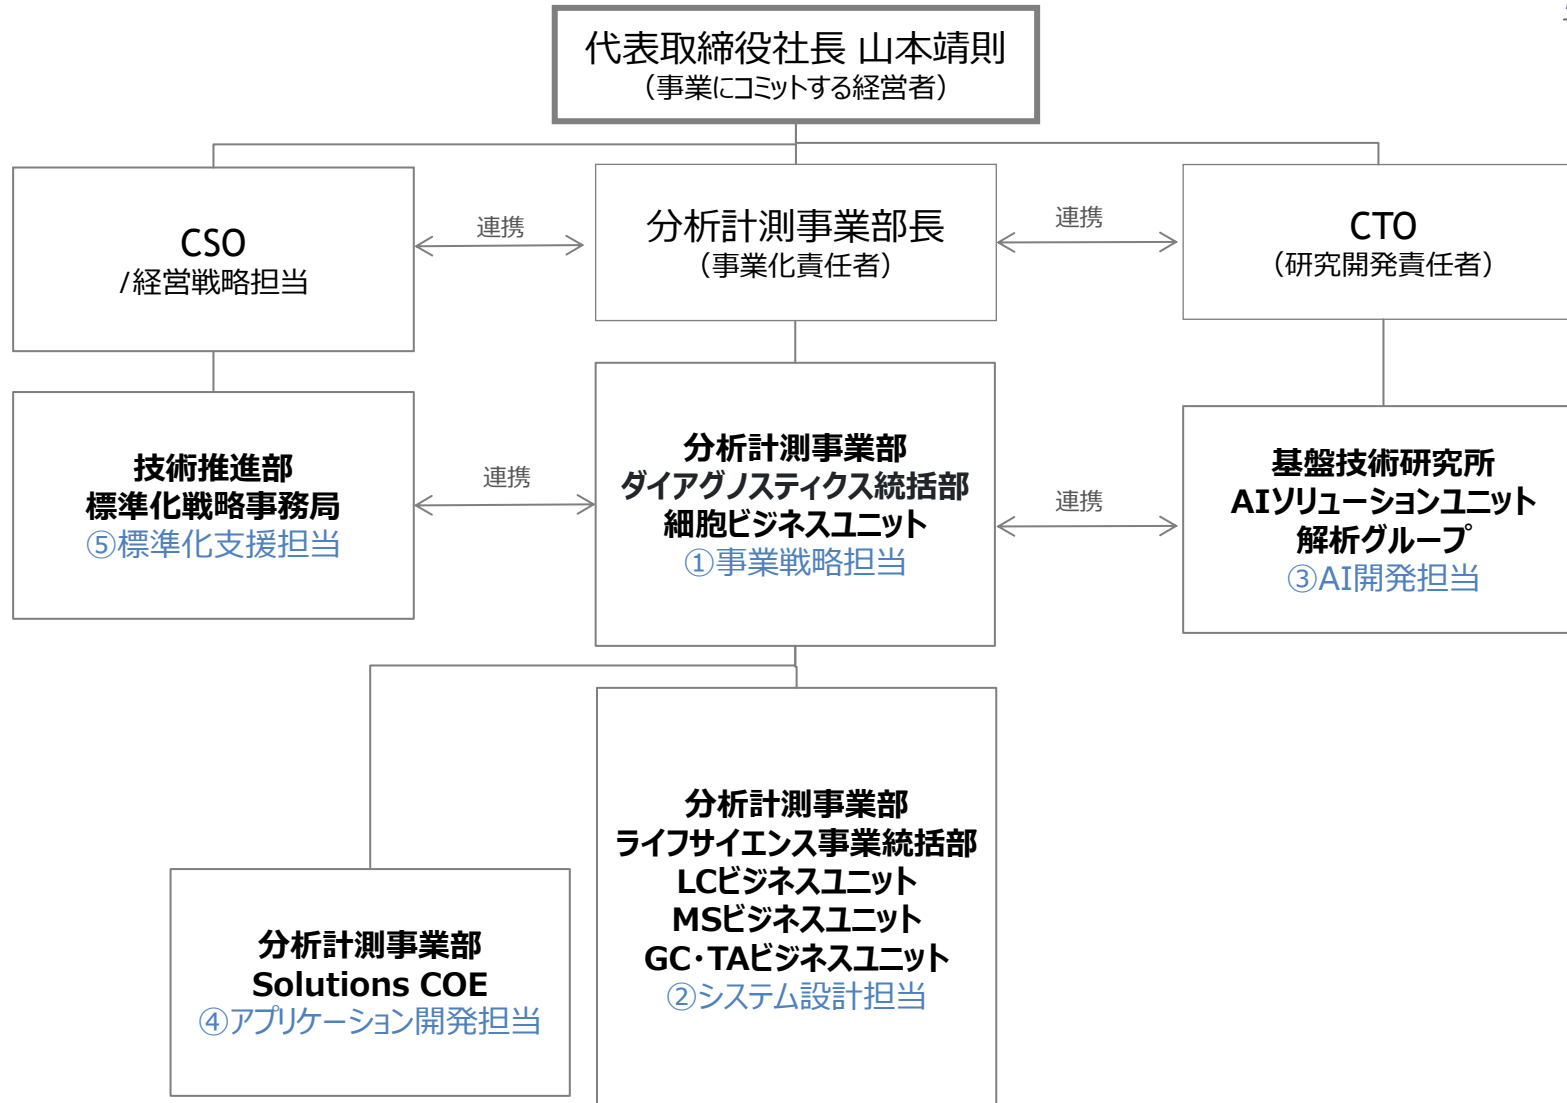 代表取締役社長 山本靖則
（事業にコミットする経営者）
CSO
/経営戦略担当
連携
分析計測事業部長
（事業化責任者）
連携
CTO
（研究開発責任者）
技術推進部
標準化戦略事務局
⑤標準化支援担当
連携
分析計測事業部
ダイアグノスティクス統括部
細胞ビジネスユニット
①事業戦略担当
連携
基盤技術研究所
AIソリューションユニット
解析グループ
③AI開発担当
分析計測事業部
Solutions COE
④アプリケーション開発担当
分析計測事業部
ライフサイエンス事業統括部
LCビジネスユニット
MSビジネスユニット
GC・TAビジネスユニット
②システム設計担当